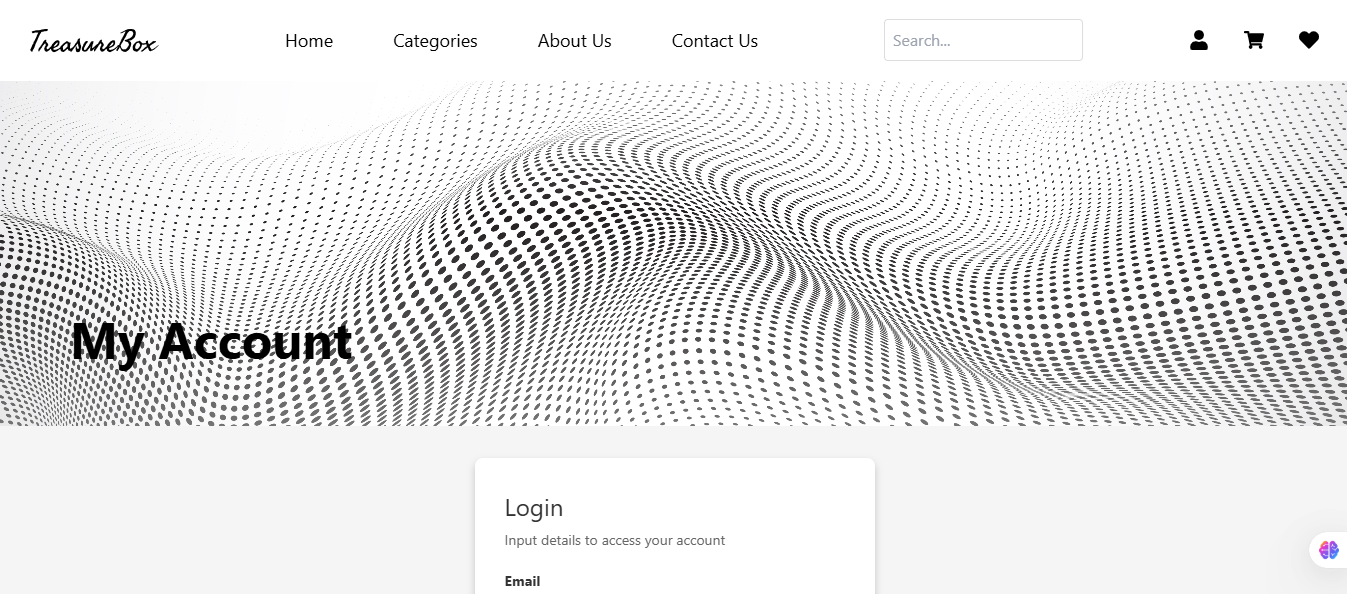 TreasureBox Home Categories About Us Contact Us Search...
My Account
Login
Input details to access your account
Email